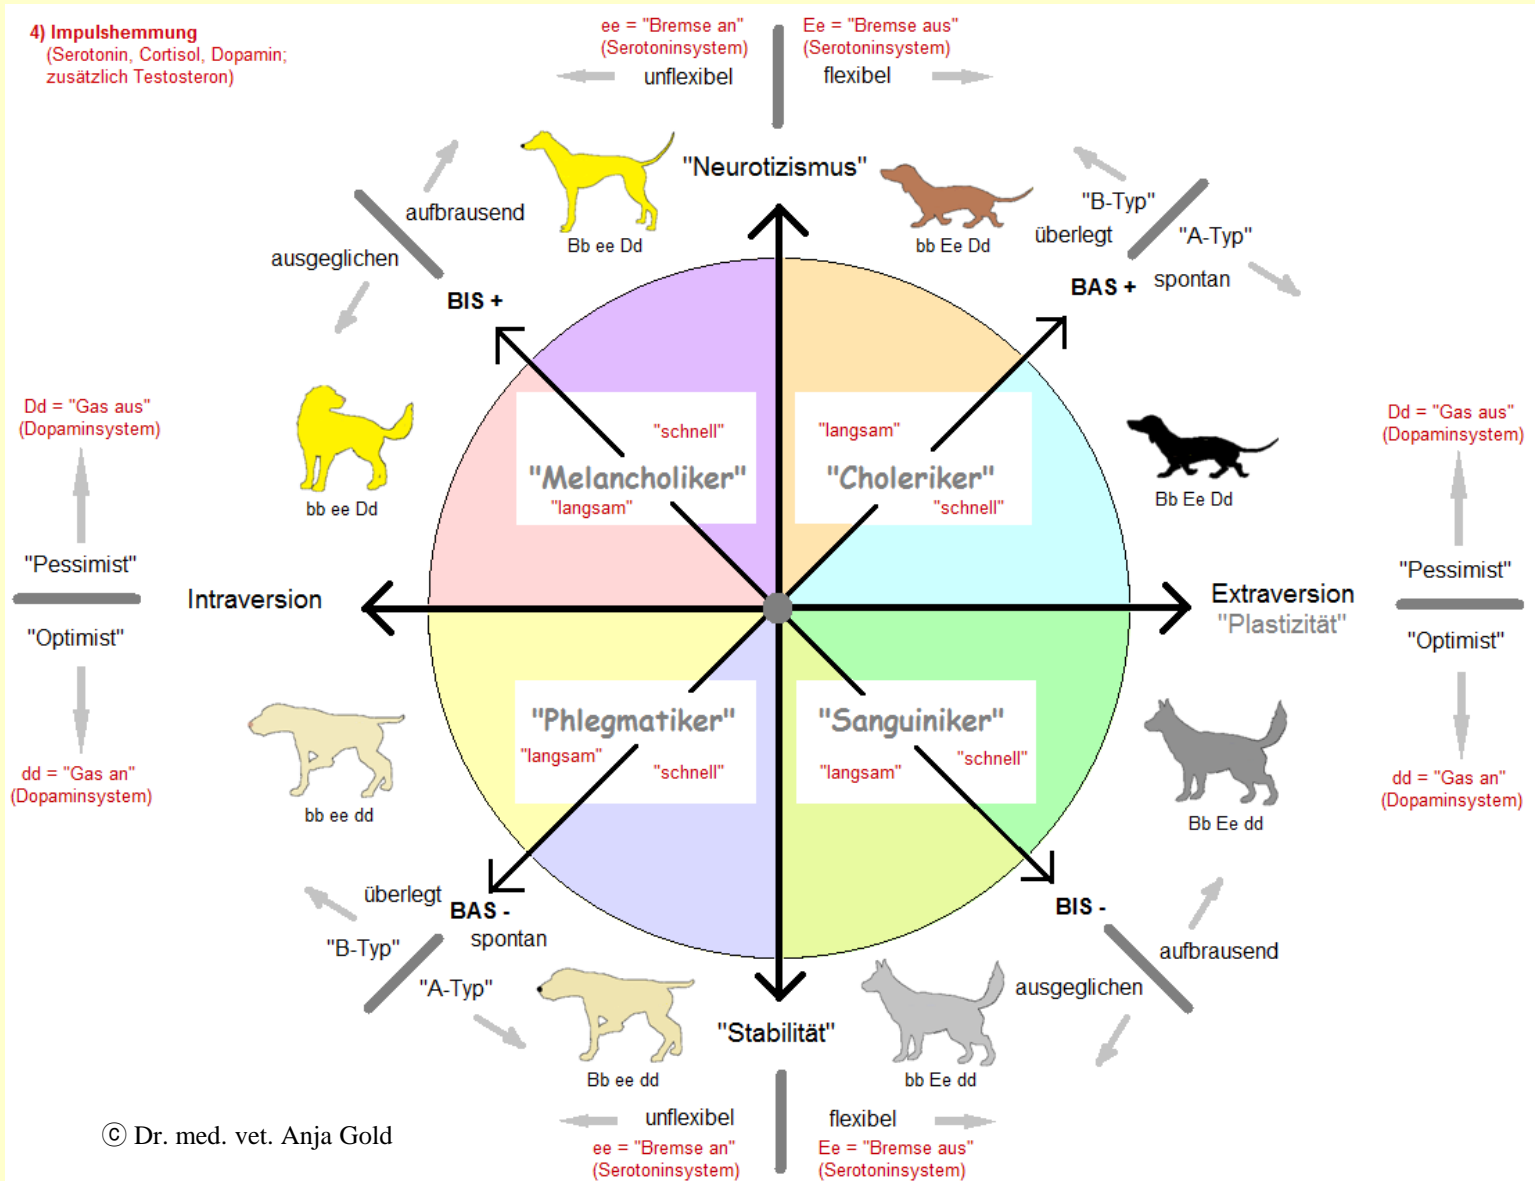 4) Impulshemmung
(Serotonin, Cortisol, Dopamin;
zusätzlich Testosteron)
ee = "Bremse an"
(Serotoninsystem)
unflexibel
Ee = "Bremse aus"
(Serotoninsystem)
flexibel
"Neurotizismus"
aufbrausend
ausgeglichen
BIS +
Bb ee Dd
bb Ee Dd
"B-Typ"
überlegt
"A-Typ"
spontan
BAS +
Dd = "Gas aus"
(Dopaminsystem)
bb ee Dd
"schnell"
"Melancholiker"
"langsam"
"langsam"
"Choleriker"
"schnell"
Bb Ee Dd
Dd = "Gas aus"
(Dopaminsystem)
"Pessimist"
"Optimist"
Intraversion
Extraversion
"Plastizität"
"Pessimist"
"Optimist"
dd = "Gas an"
(Dopaminsystem)
bb ee dd
"Phlegmatiker"
"langsam"
"schnell"
"Sanguiniker"
"schnell"
"langsam"
Bb Ee dd
dd = "Gas an"
(Dopaminsystem)
überlegt
BAS -
spontan
"B-Typ"
"A-Typ"
BIS -
aufbrausend
ausgeglichen
"Stabilität"
Bb ee dd
bb Ee dd
unflexibel
ee = "Bremse an"
(Serotoninsystem)
flexibel
Ee = "Bremse aus"
(Serotoninsystem)
ⓒ Dr. med. vet. Anja Gold